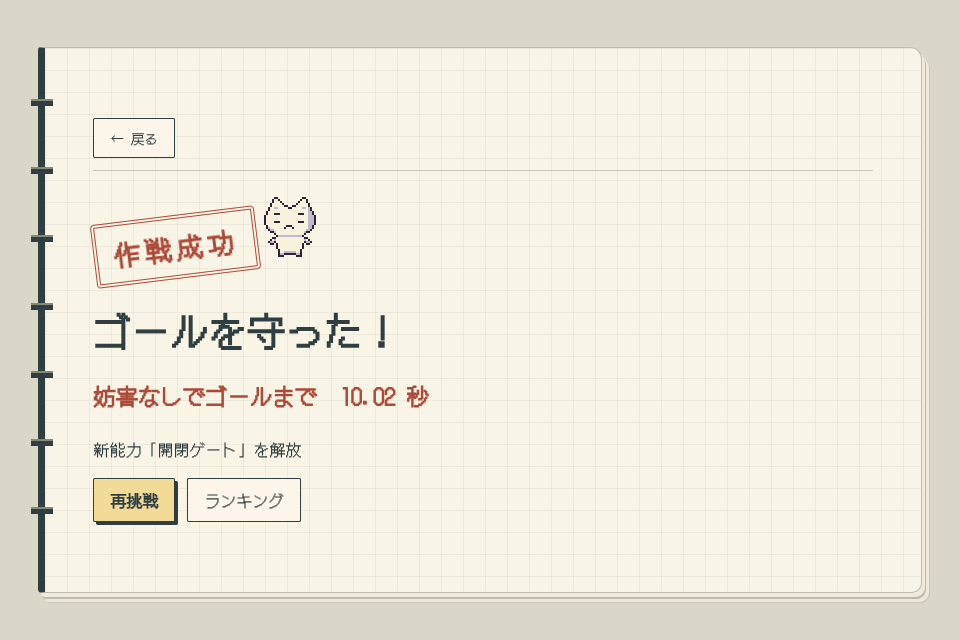 ← 戻る
作戦成功
ゴールを守った！
妨害なしでゴールまで　10.02 秒
新能力「開閉ゲート」を解放
再挑戦
ランキング